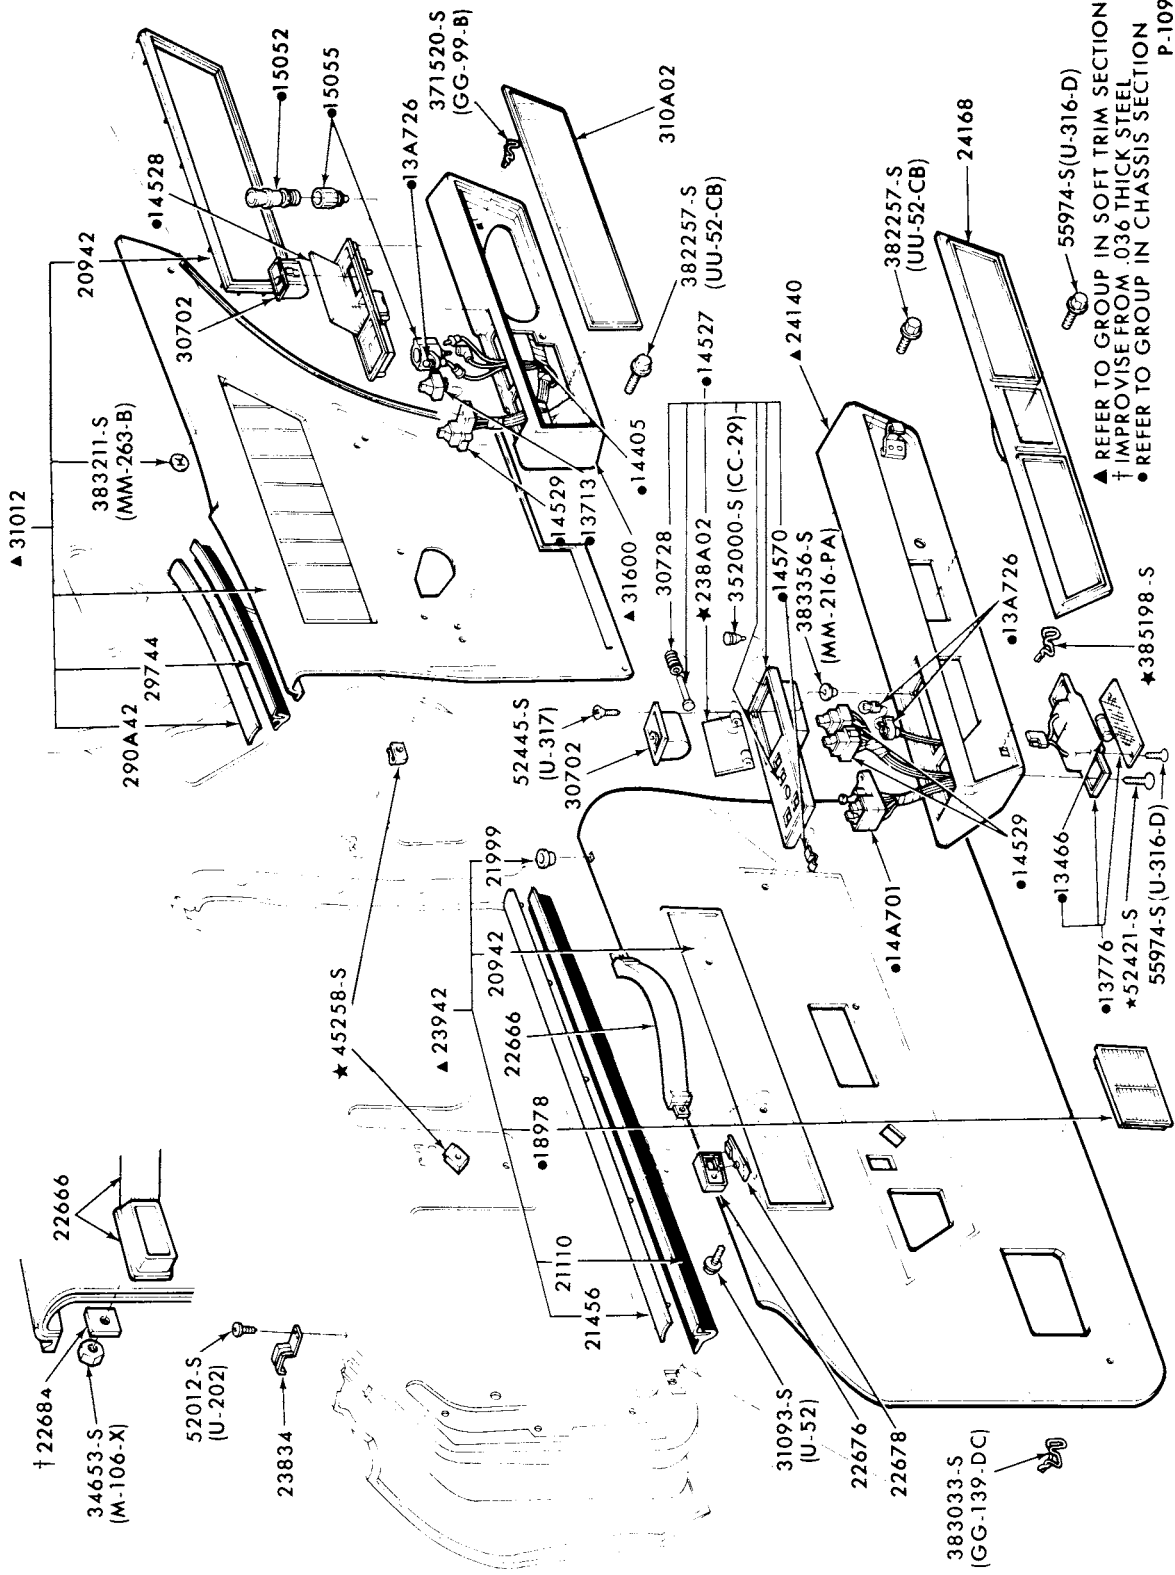 †22684
34653-S
(M-106-X)
22666
52012-S
(U-202)
23834
★45258-S
▲31012
290A42
29744
383211-S
(MM-263-B)
20942
30702
●14528
●15052
●15055
●13A726
371520-S
(GG-99-B)
310A02
382257-S
(UU-52-CB)
●14529
●13713
●14405
▲31600
▲23942
21456
21110
●18978
22666
20942
21999
52445-S
(U-317)
30702
30728
★238A02
352000-S (CC-29)
●14527
●14570
383356-S
(MM-216-PA)
▲24140
382257-S
(UU-52-CB)
24168
55974-S(U-316-D)
●14A701
●14529
●13A726
★385198-S
●13466
●13776
★52421-S
55974-S(U-316-D)
31093-S
(U-52)
22676
22678
383033-S
(GG-139-DC)
▲ REFER TO GROUP IN SOFT TRIM SECTION
† IMPROVISE FROM .036 THICK STEEL
● REFER TO GROUP IN CHASSIS SECTION
P-109